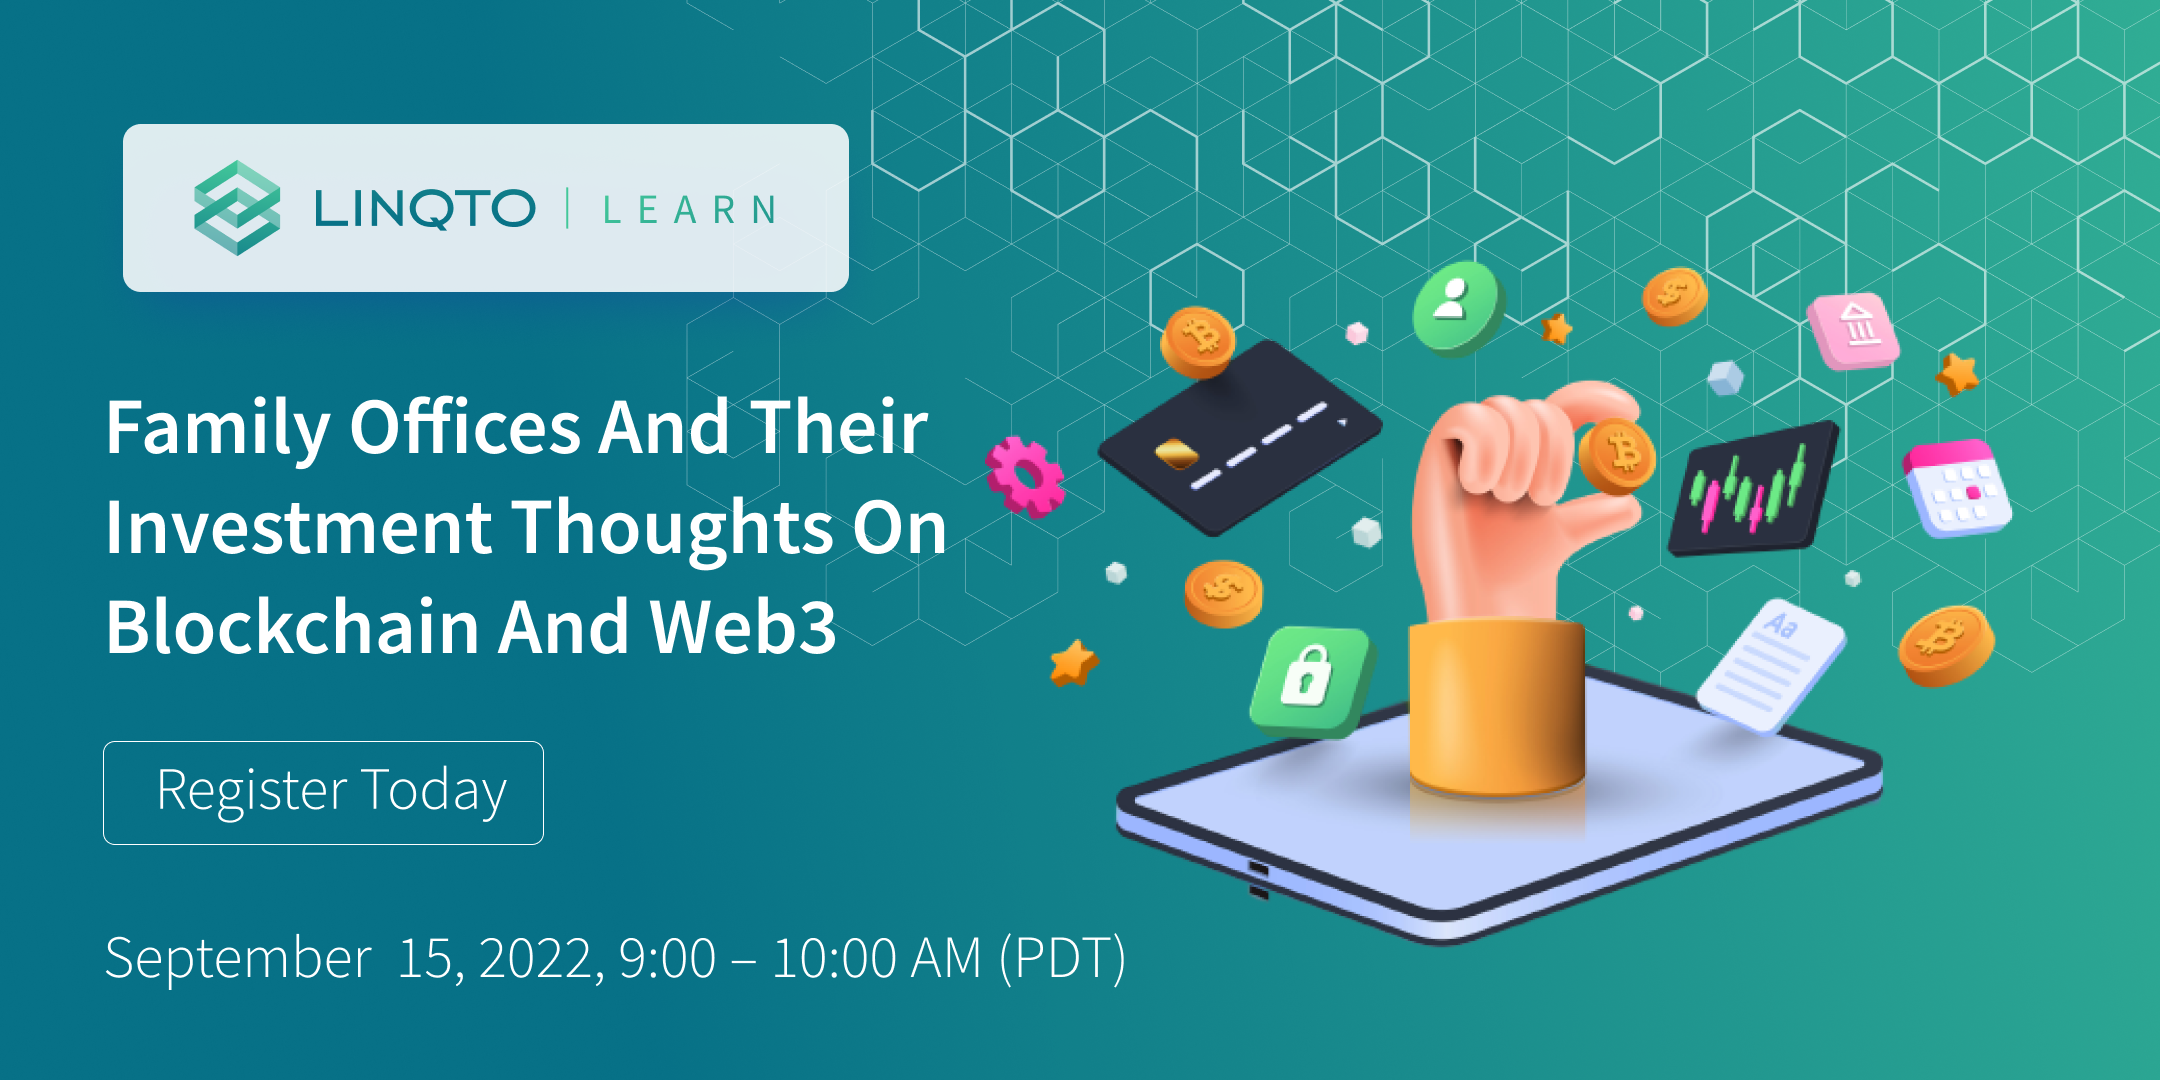 LINQTO | LEARN
Family Offices And Their
Investment Thoughts On
Blockchain And Web3
Register Today
September 15, 2022, 9:00 – 10:00 AM (PDT)
Aa